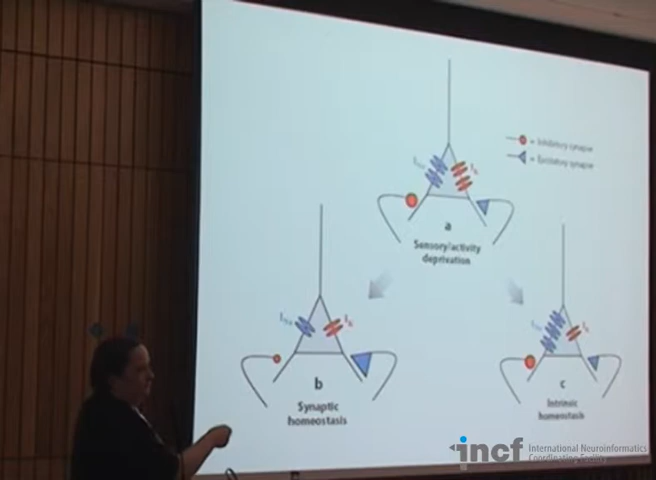 = Inhibitory synapse
= Excitatory synapse
a
Sensory/activity
deprivation
b
Synaptic
homeostasis
c
Intrinsic
homeostasis
incf International Neuroinformatics
Coordinating Facility